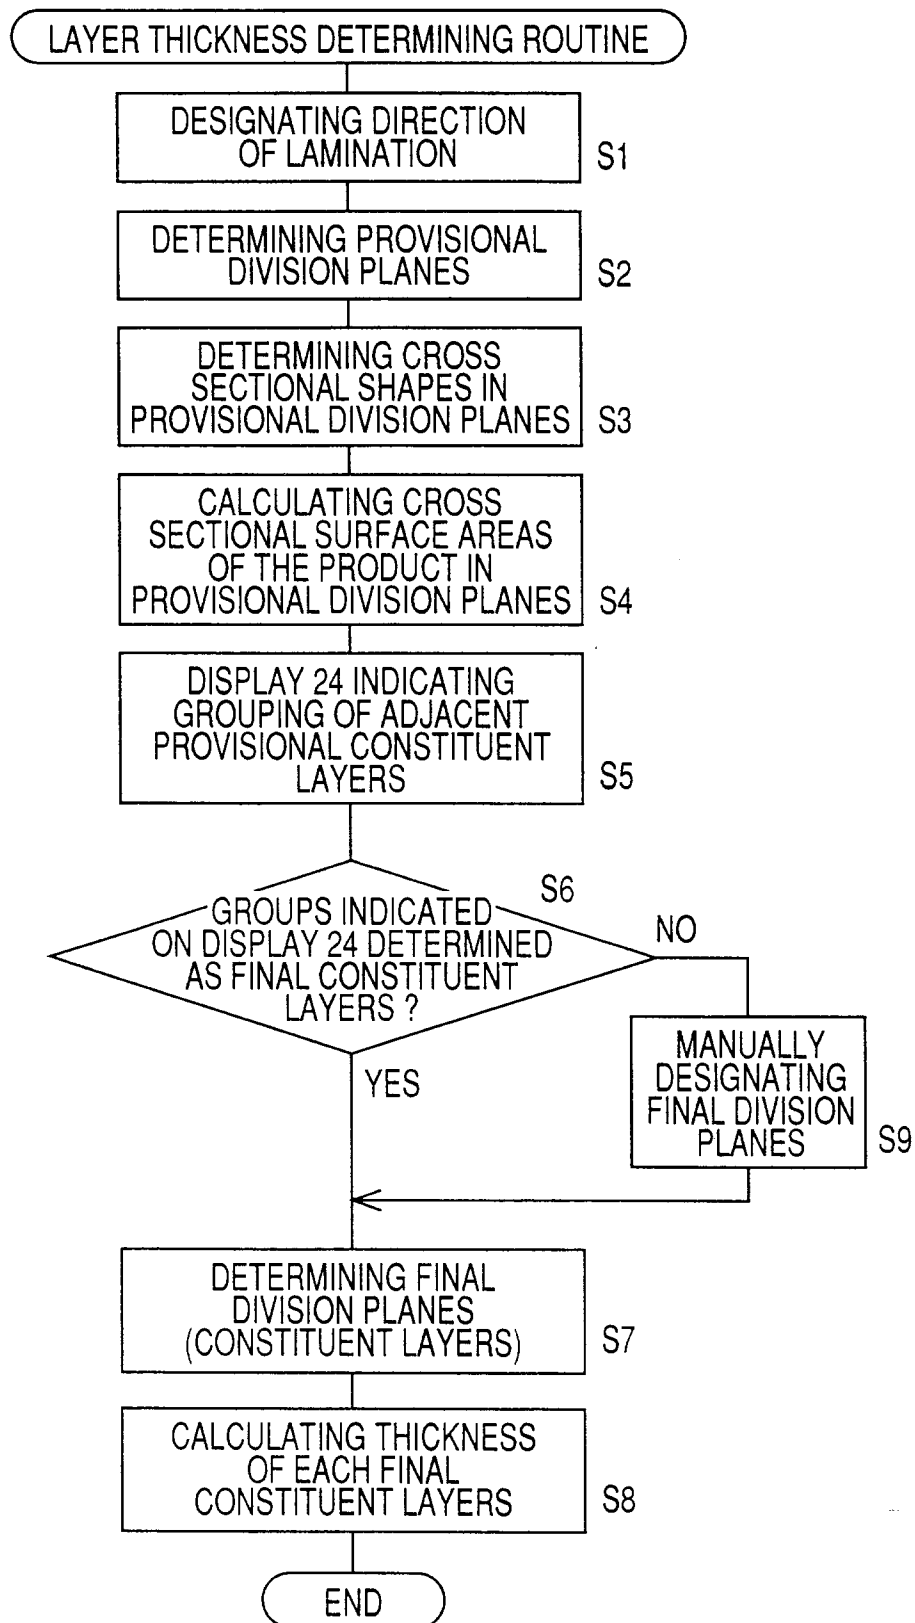 LAYER THICKNESS DETERMINING ROUTINE
DESIGNATING DIRECTION
OF LAMINATION
S1
DETERMINING PROVISIONAL
DIVISION PLANES
S2
DETERMINING CROSS
SECTIONAL SHAPES IN
PROVISIONAL DIVISION PLANES
S3
CALCULATING CROSS
SECTIONAL SURFACE AREAS
OF THE PRODUCT IN
PROVISIONAL DIVISION PLANES
S4
DISPLAY 24 INDICATING
GROUPING OF ADJACENT
PROVISIONAL CONSTITUENT
LAYERS
S5
S6
GROUPS INDICATED
ON DISPLAY 24 DETERMINED
AS FINAL CONSTITUENT
LAYERS ?
NO
YES
MANUALLY
DESIGNATING
FINAL DIVISION
PLANES
S9
DETERMINING FINAL
DIVISION PLANES
(CONSTITUENT LAYERS)
S7
CALCULATING THICKNESS
OF EACH FINAL
CONSTITUENT LAYERS
S8
END